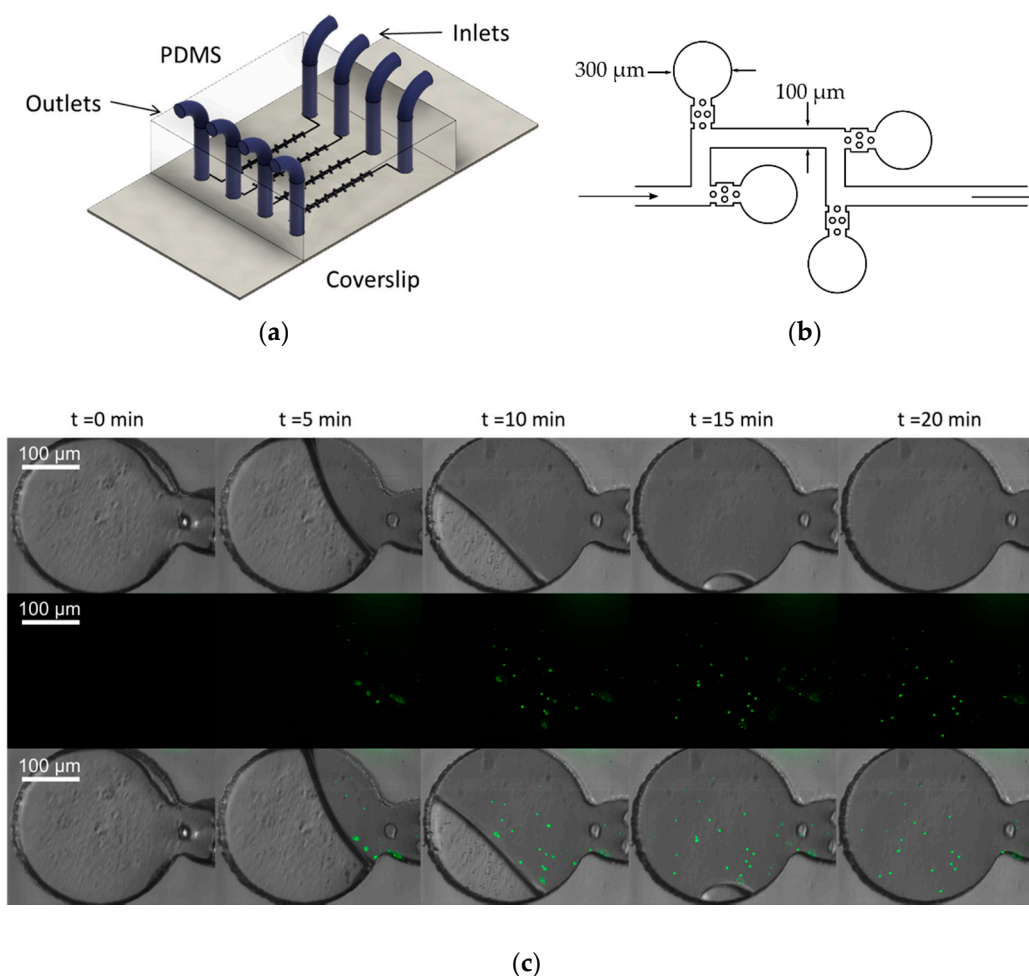 Inlets
PDMS
Outlets
Coverslip
(a)
300 µm
100 µm
(b)
t =0 min
t =5 min
t =10 min
t =15 min
t =20 min
100 µm
100 µm
100 µm
(c)